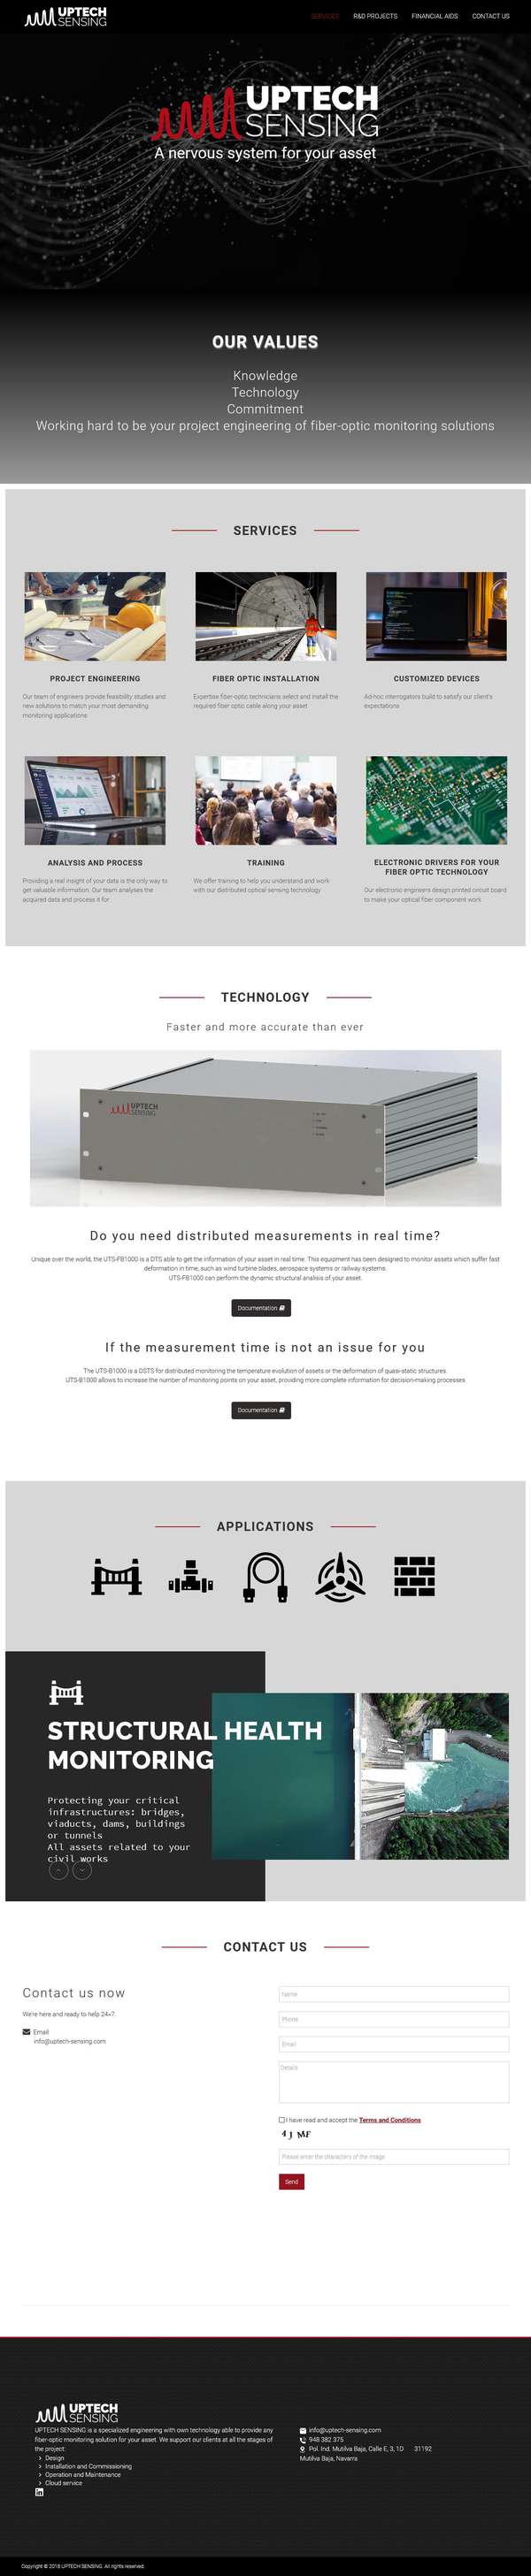 UPTECH
SENSING
SERVICES R&D PROJECTS FINANCIAL AIDS CONTACT US
UPTECH
SENSING
A nervous system for your asset
OUR VALUES
Knowledge
Technology
Commitment
Working hard to be your project engineering of fiber-optic monitoring solutions
SERVICES
PROJECT ENGINEERING
Our team of engineers provide feasibility studies and
new solutions to match your most demanding
monitoring applications
FIBER OPTIC INSTALLATION
Expertise fiber-optic technicians select and install the
required fiber optic cable along your asset
CUSTOMIZED DEVICES
Ad-hoc interrogators build to satisfy our client's
expectations
ANALYSIS AND PROCESS
Providing a real insight of your data is the only way to
get valuable information. Our team analyses the
acquired data and process it for
TRAINING
We offer training to help you understand and work
with our distributed optical sensing technology
ELECTRONIC DRIVERS FOR YOUR
FIBER OPTIC TECHNOLOGY
Our electronic engineers design printed circuit board
to make your optical fiber component work
TECHNOLOGY
Faster and more accurate than ever
UPTECH
SENSING
Do you need distributed measurements in real time?
Unique over the world, the UTS-FB1000 is a DTS able to get the information of your asset in real time. This equipment has been designed to monitor assets which suffer fast
deformation in time, such as wind turbine blades, aerospace systems or railway systems.
UTS-FB1000 can perform the dynamic structural analisis of your asset.
Documentation
If the measurement time is not an issue for you
The UTS-B1000 is a DSTS for distributed monitoring the temperature evolution of assets or the deformation of quasi-static structures.
UTS-B1000 allows to increase the number of monitoring points on your asset, providing more complete information for decision-making processes
Documentation
APPLICATIONS
STRUCTURAL HEALTH
MONITORING
Protecting your critical
infrastructures: bridges,
viaducts, dams, buildings
or tunnels
All assets related to your
civil works
CONTACT US
Contact us now
We're here and ready to help 24×7.
Email
info@uptech-sensing.com
Name
Phone
Email
Details
I have read and accept the Terms and Conditions
4 J MF
Please enter the characters of the image
Send
UPTECH
SENSING
UPTECH SENSING is a specialized engineering with own technology able to provide any
fiber-optic monitoring solution for your asset. We support our clients at all the stages of
the project:
Design
Installation and Commissioning
Operation and Maintenance
Cloud service
info@uptech-sensing.com
948 382 375
Pol. Ind. Mutilva Baja, Calle E, 3, 1D 31192
Mutilva Baja, Navarra
Copyright © 2018 UPTECH SENSING. All rights reserved.